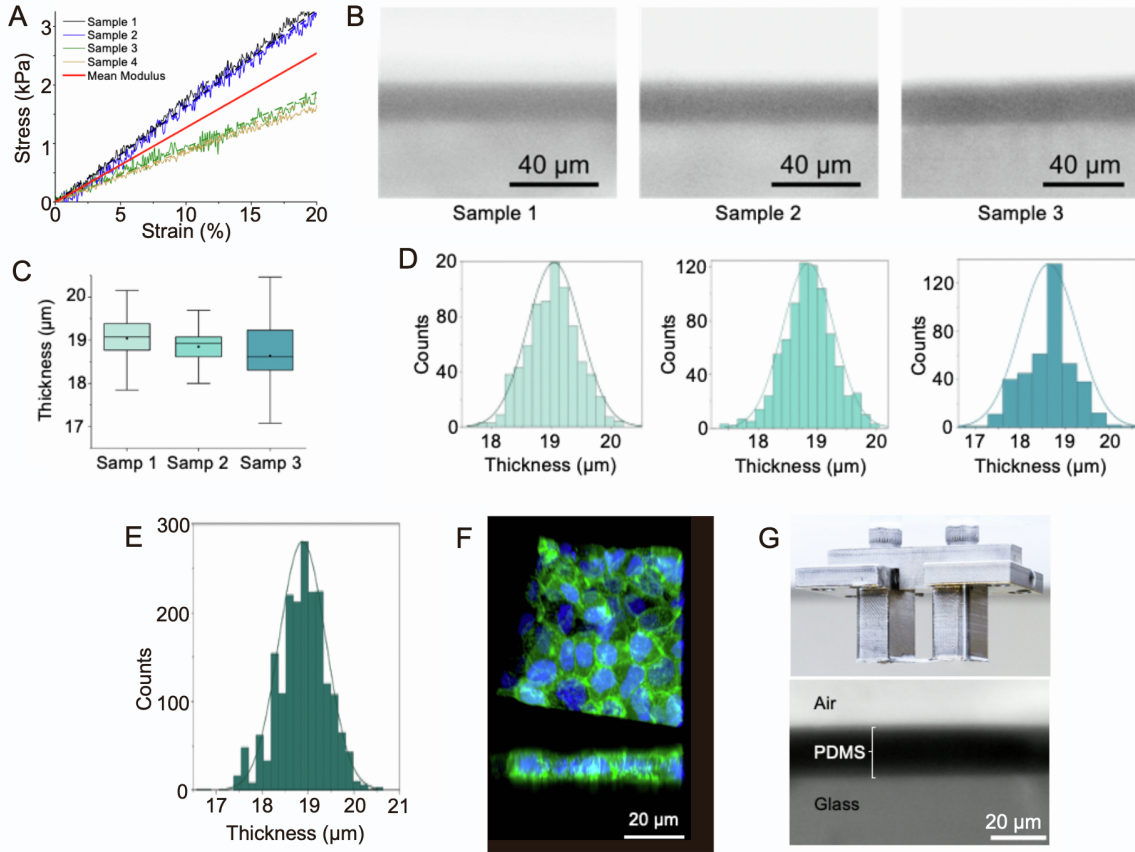 A
3
2
1
0
Stress (kPa)
Sample 1
Sample 2
Sample 3
Sample 4
Mean Modulus
0 5 10 15 20
Strain (%)
B
40 µm
40 µm
40 µm
Sample 1
Sample 2
Sample 3
C
20
19
18
17
Thickness (µm)
Samp 1 Samp 2 Samp 3
D
20
80
40
0
Counts
18 19 20
Thickness (µm)
120
80
40
0
Counts
18 19 20
Thickness (µm)
120
80
40
0
Counts
17 18 19 20
Thickness (µm)
E
300
200
100
0
Counts
17 18 19 20 21
Thickness (µm)
F
20 µm
G
Air
PDMS
Glass
20 µm